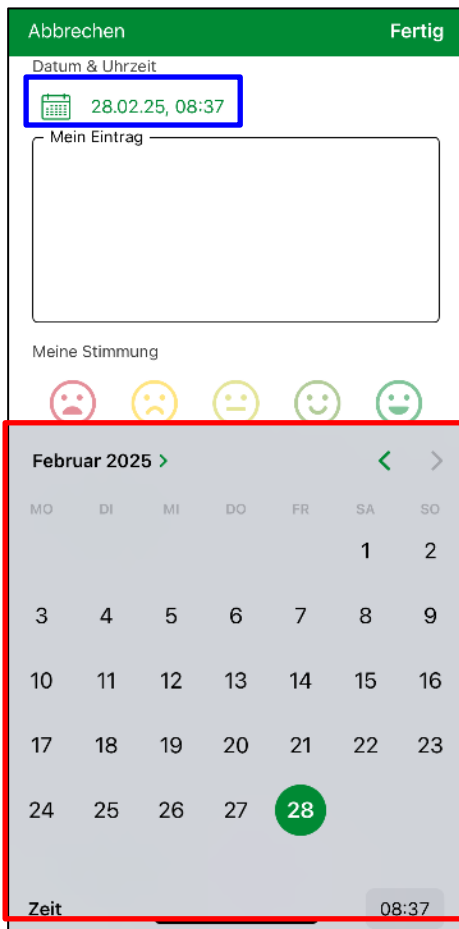 Abbrechen Fertig
Datum & Uhrzeit
28.02.25, 08:37
Mein Eintrag
Meine Stimmung
Februar 2025 >
MO DI MI DO FR SA SO
1 2
3 4 5 6 7 8 9
10 11 12 13 14 15 16
17 18 19 20 21 22 23
24 25 26 27 28
Zeit 08:37